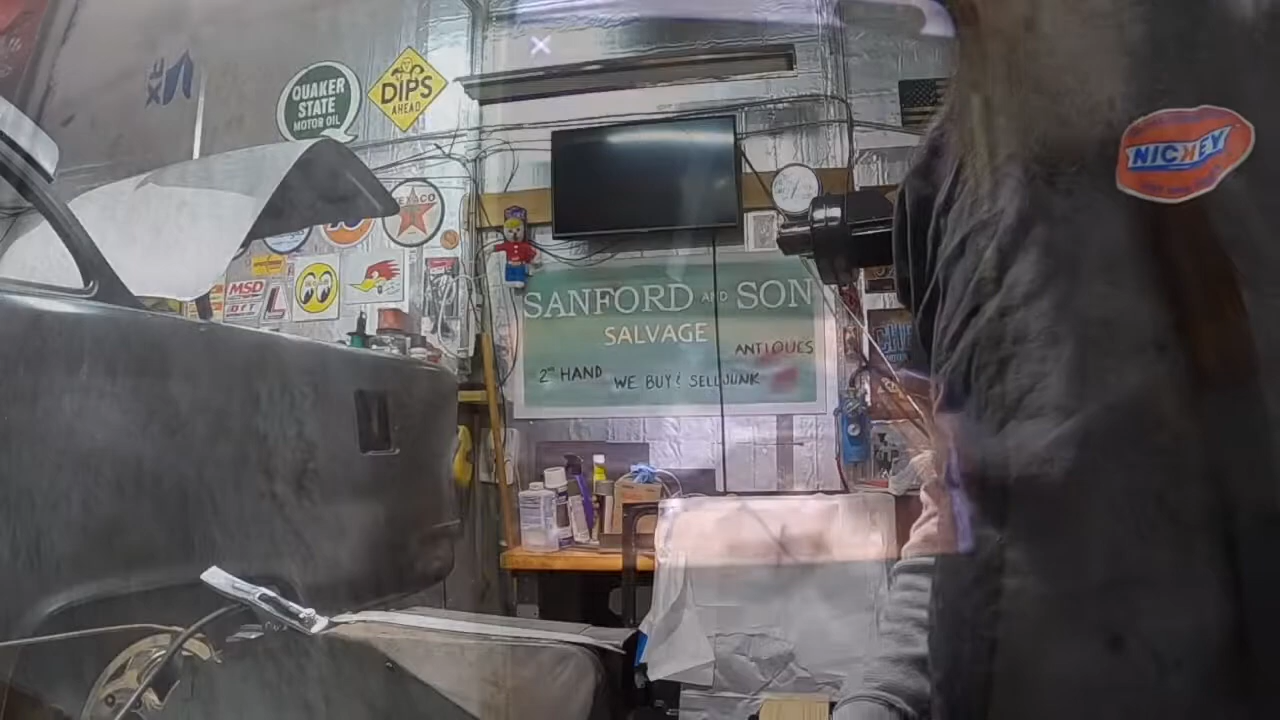 QUAKER
STATE
MOTOR OIL
DIPS
AHEAD
NICKEY
TEXACO
MSD
SANFORD AND SON
SALVAGE
ANTIQUES
2ND HAND
WE BUY & SELL JUNK